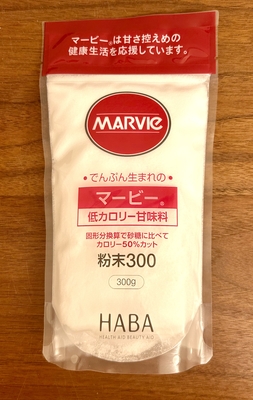 マービー®は甘さ控えめの
健康生活を応援しています。
MARVIE
•でんぷん生まれの•
マービー®
低カロリー甘味料
固形分換算で砂糖に比べて
カロリー50%カット
粉末300
300g
HABA
HEALTH AID BEAUTY AID